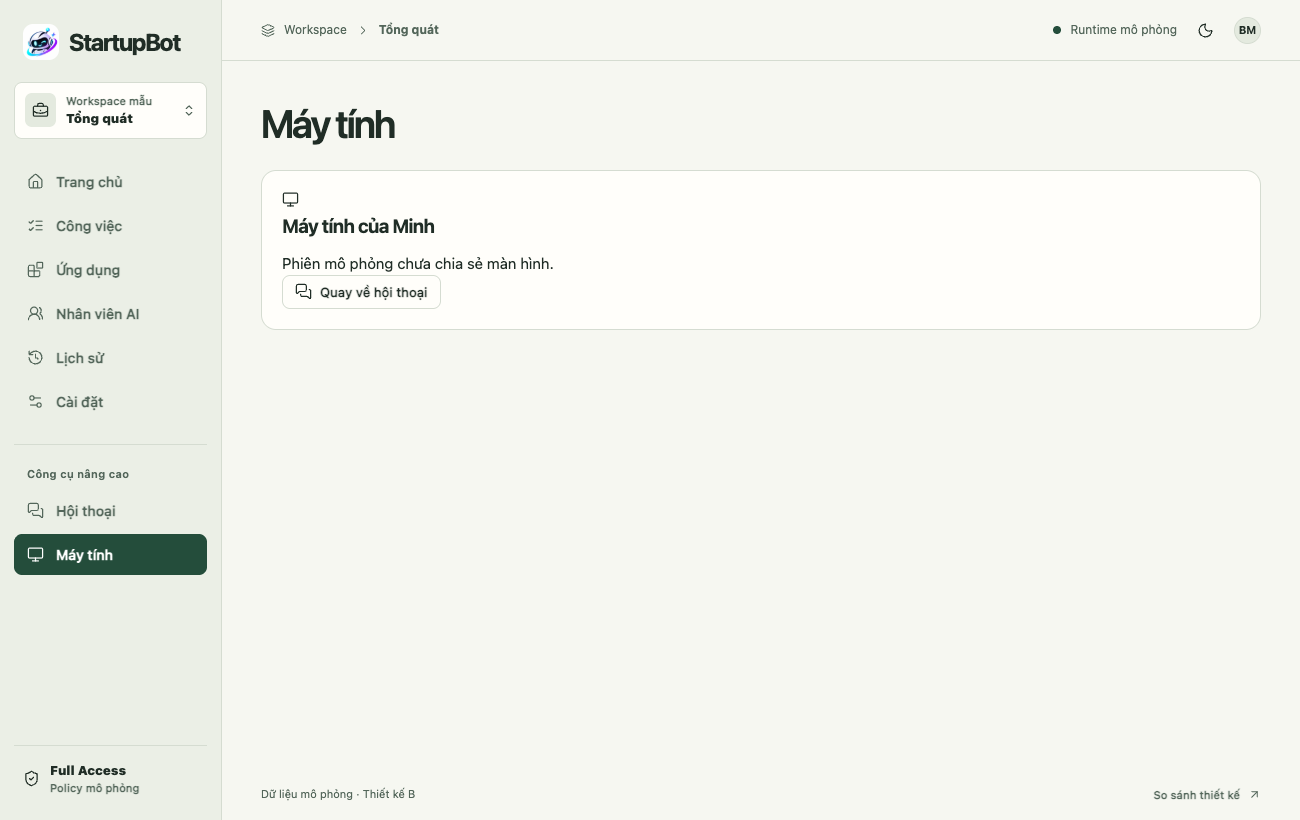 StartupBot
Workspace mẫu
Tổng quát
Trang chủ
Công việc
Ứng dụng
Nhân viên AI
Lịch sử
Cài đặt
Công cụ nâng cao
Hội thoại
Máy tính
Full Access
Policy mô phỏng
Workspace
Tổng quát
Runtime mô phỏng
BM
Máy tính
Máy tính của Minh
Phiên mô phỏng chưa chia sẻ màn hình.
Quay về hội thoại
Dữ liệu mô phỏng · Thiết kế B
So sánh thiết kế